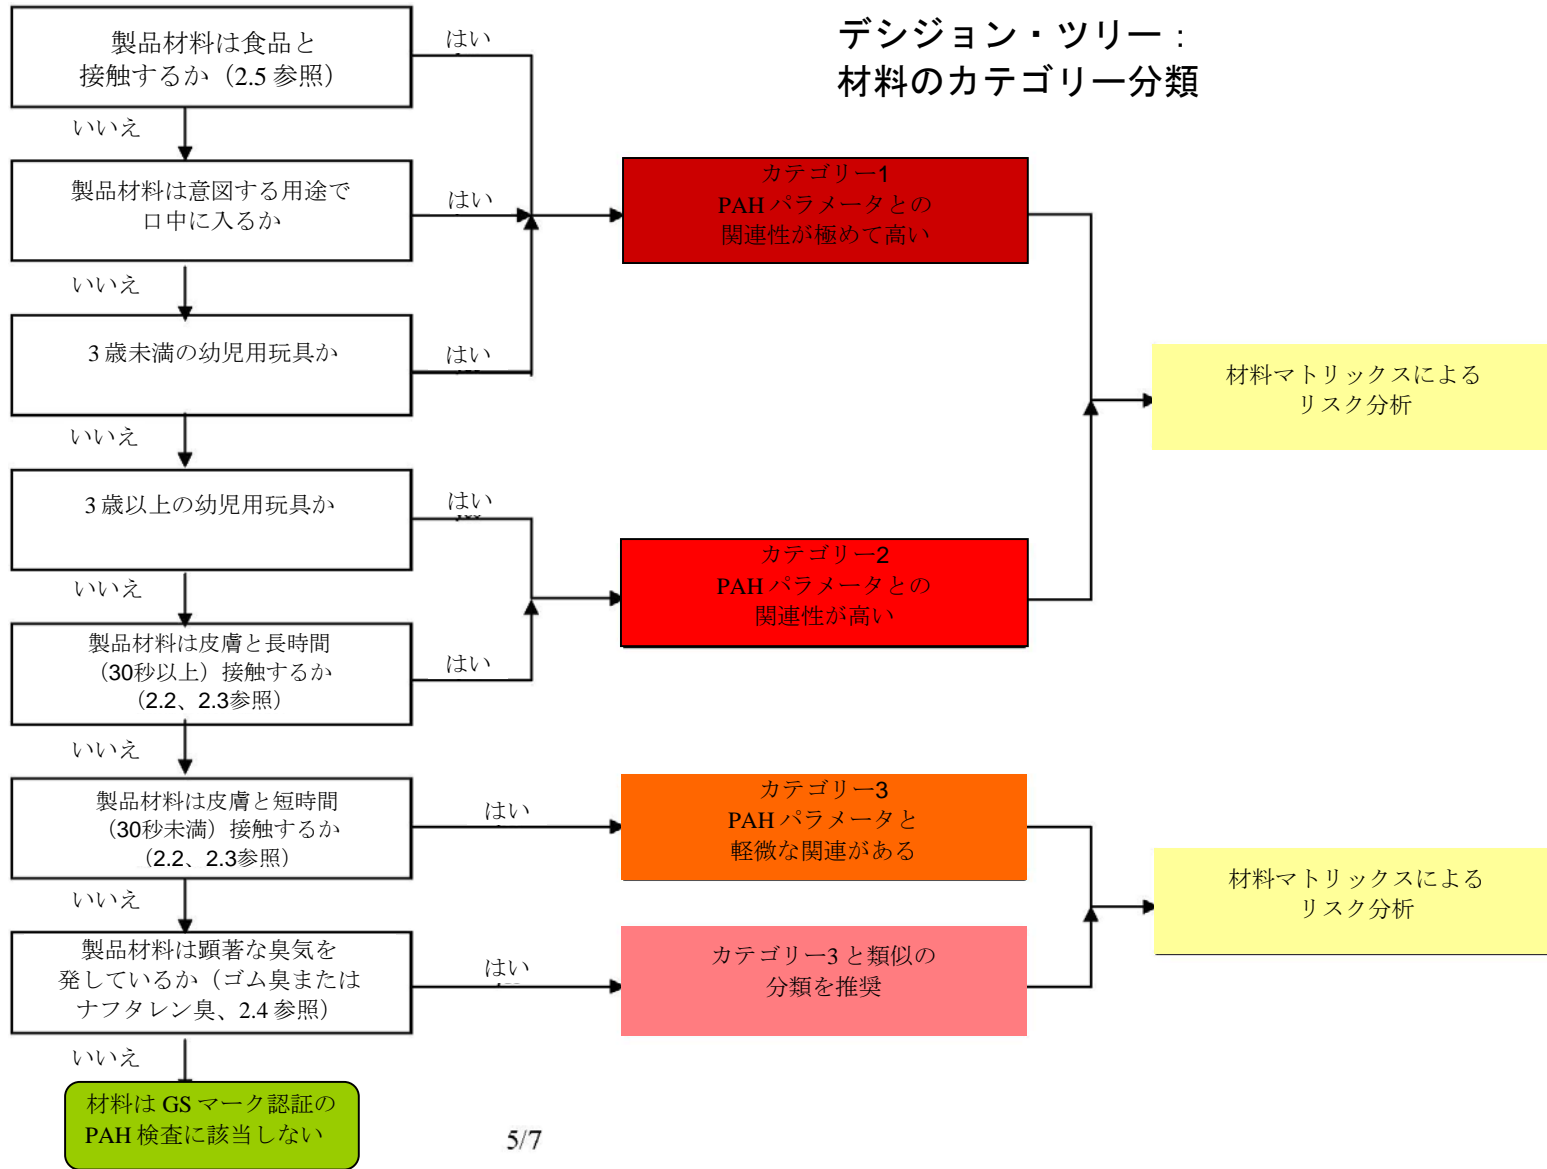 デシジョン・ツリー：
材料のカテゴリー分類
製品材料は食品と
接触するか（2.5 参照）
はい
いいえ
製品材料は意図する用途で
口中に入るか
はい
カテゴリー1
PAH パラメータとの
関連性が極めて高い
いいえ
3 歳未満の幼児用玩具か
はい
材料マトリックスによる
リスク分析
いいえ
3 歳以上の幼児用玩具か
はい
カテゴリー2
PAH パラメータとの
関連性が高い
いいえ
製品材料は皮膚と長時間
（30秒以上）接触するか
（2.2、2.3参照）
はい
いいえ
製品材料は皮膚と短時間
（30秒未満）接触するか
（2.2、2.3参照）
はい
カテゴリー3
PAH パラメータと
軽微な関連がある
材料マトリックスによる
リスク分析
いいえ
製品材料は顕著な臭気を
発しているか（ゴム臭または
ナフタレン臭、2.4 参照）
はい
カテゴリー3 と類似の
分類を推奨
いいえ
材料は GS マーク認証の
PAH 検査に該当しない
5/7